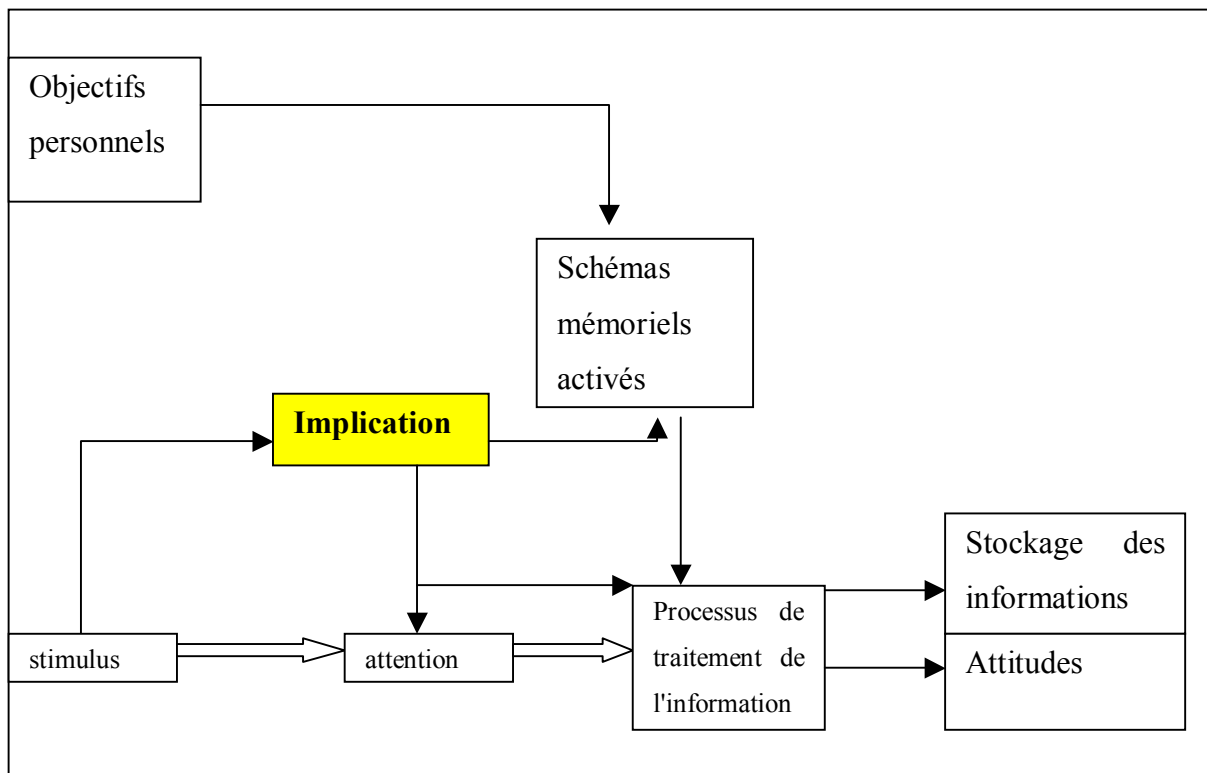 Objectifs
personnels
Schémas
mémoriels
activés
Implication
stimulus
attention
Processus de
traitement de
l'information
Stockage des
informations
Attitudes